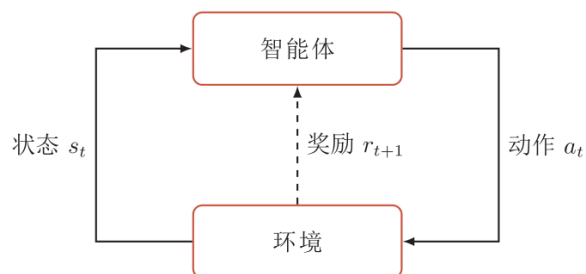 智能体
状态 s_t
奖励 r_{t+1}
动作 a_t
环境